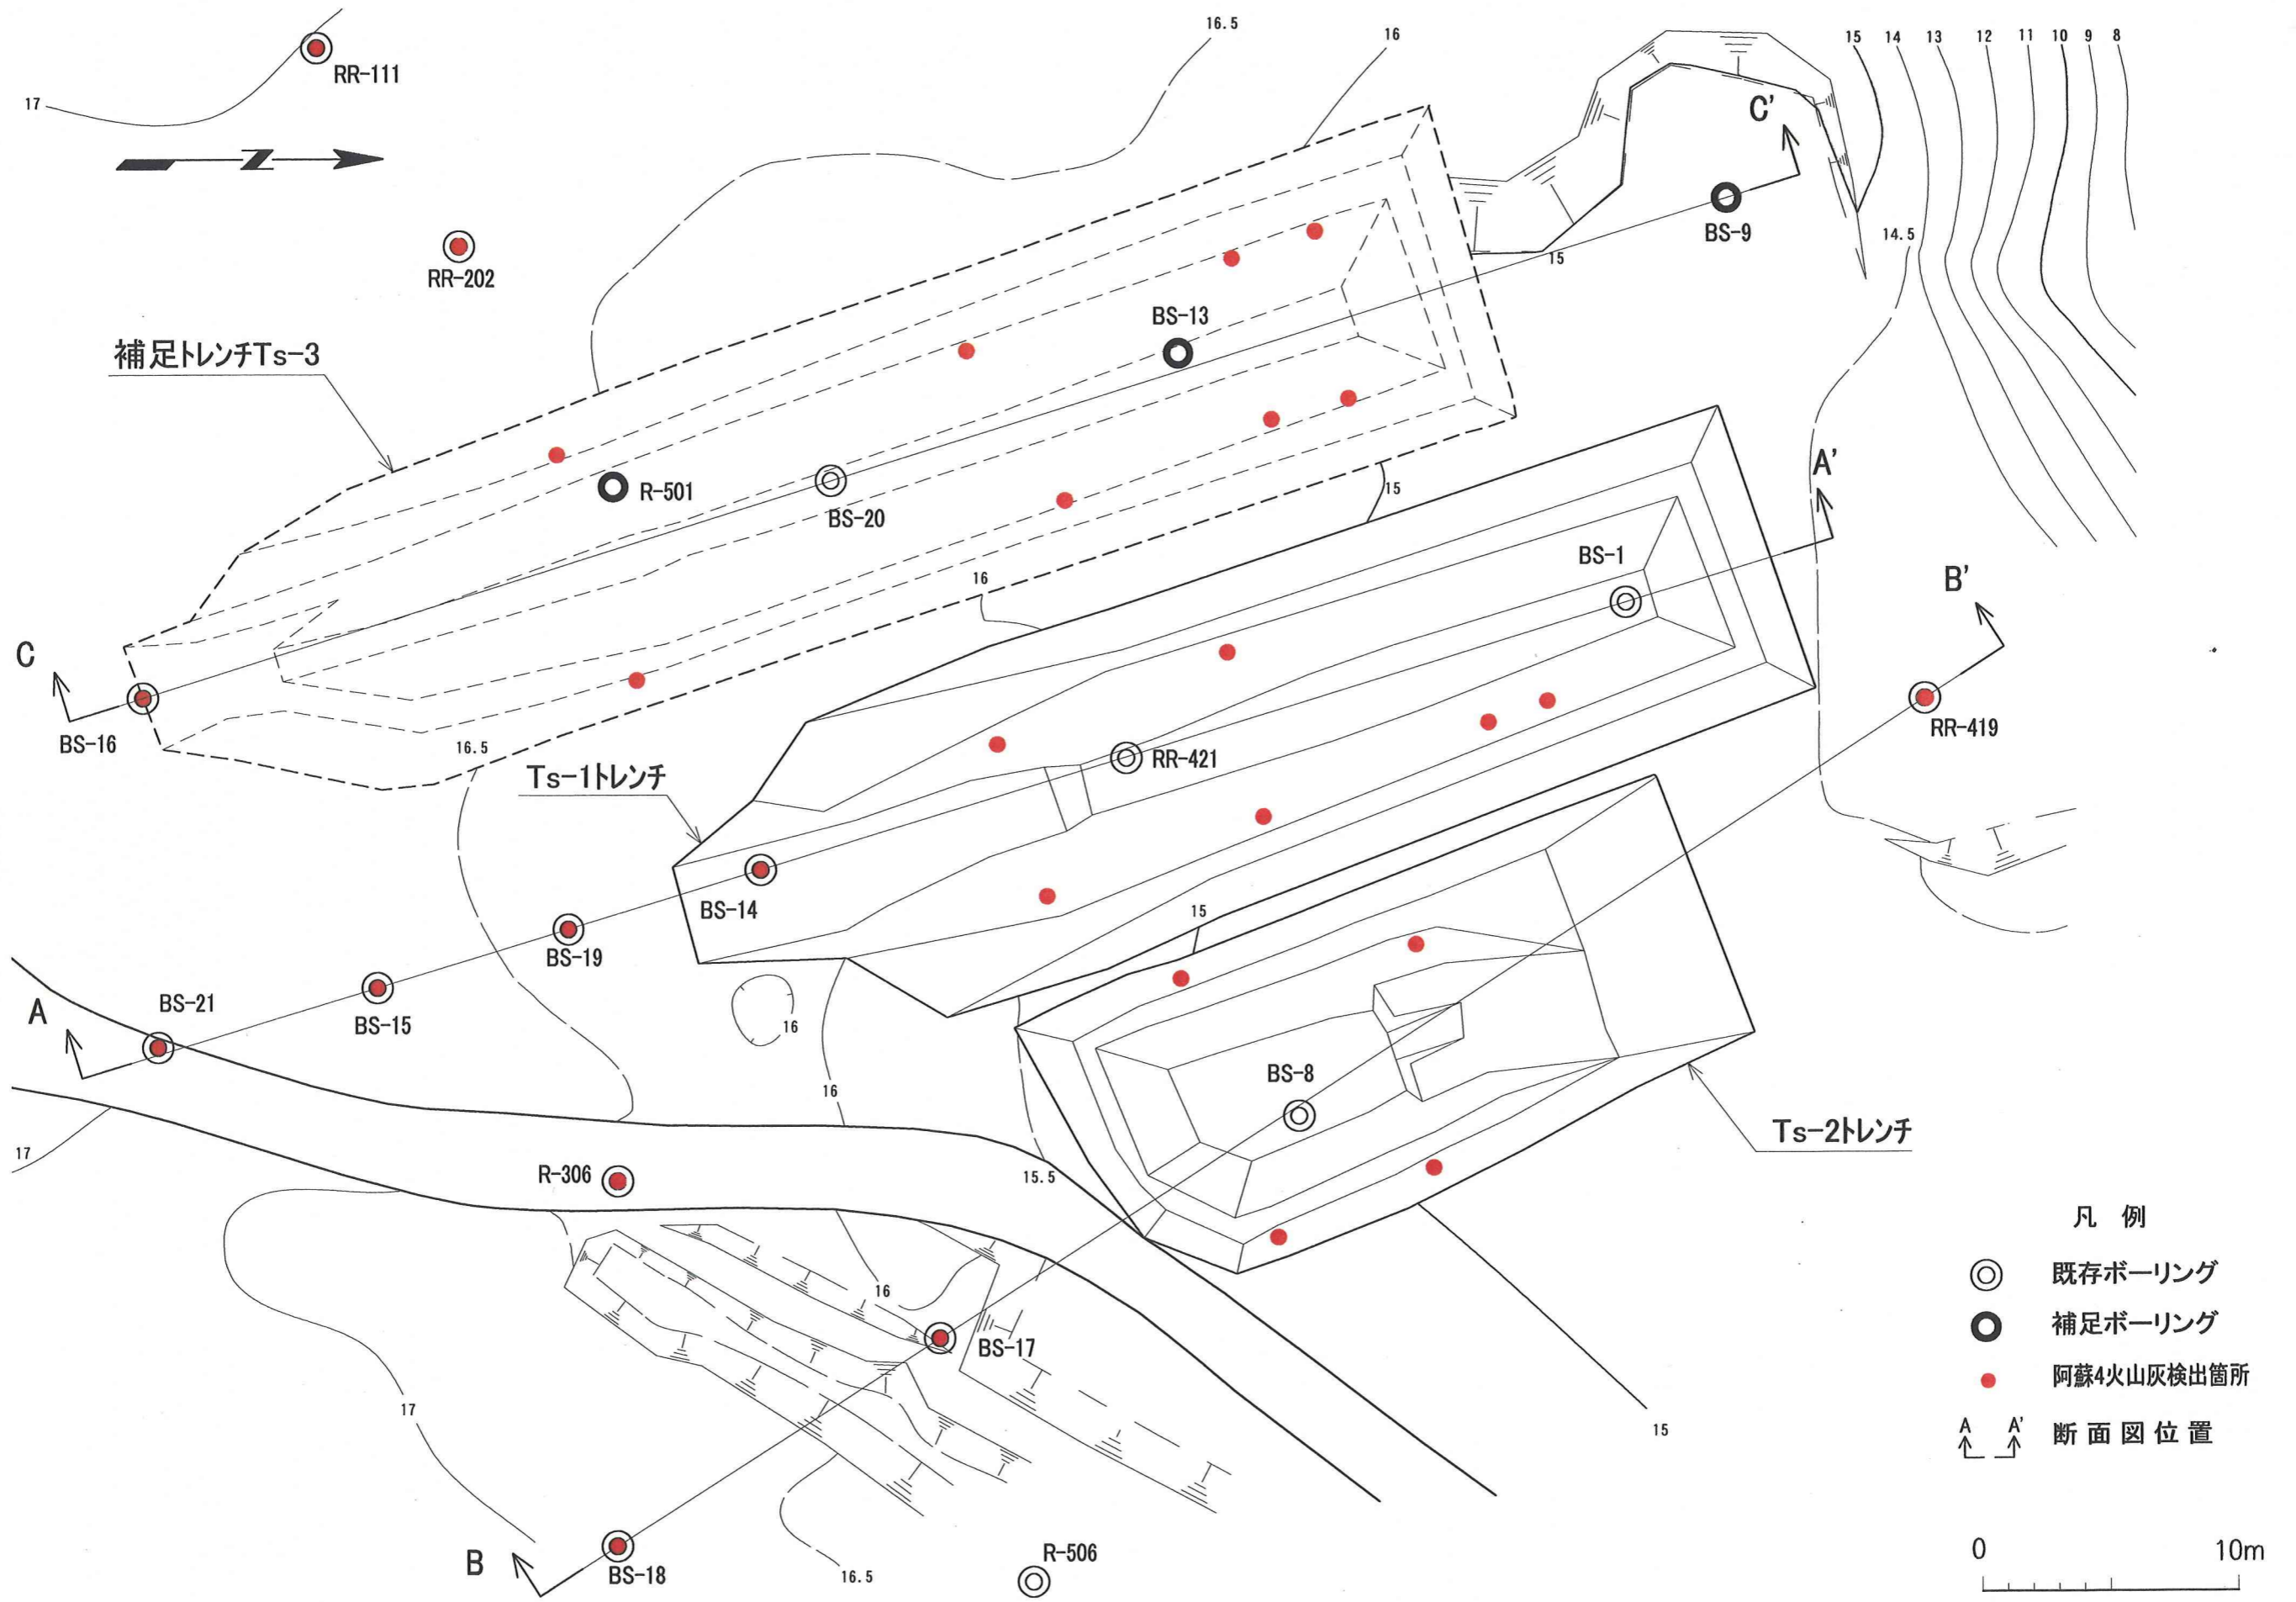 16.5
16
15
14
13
12
11
10
9
8
RR-111
17
C'
Z
BS-9
14.5
RR-202
15
BS-13
補足トレンチTs-3
A'
R-501
15
BS-20
BS-1
16
B'
C
BS-16
16.5
RR-421
RR-419
Ts-1トレンチ
BS-14
15
BS-19
BS-21
A
BS-15
16
BS-8
16
Ts-2トレンチ
17
R-306
15.5
凡 例
既存ボーリング
16
補足ボーリング
BS-17
阿蘇4火山灰検出箇所
17
15
A A'
断面図位置
B
BS-18
16.5
R-506
0 10m